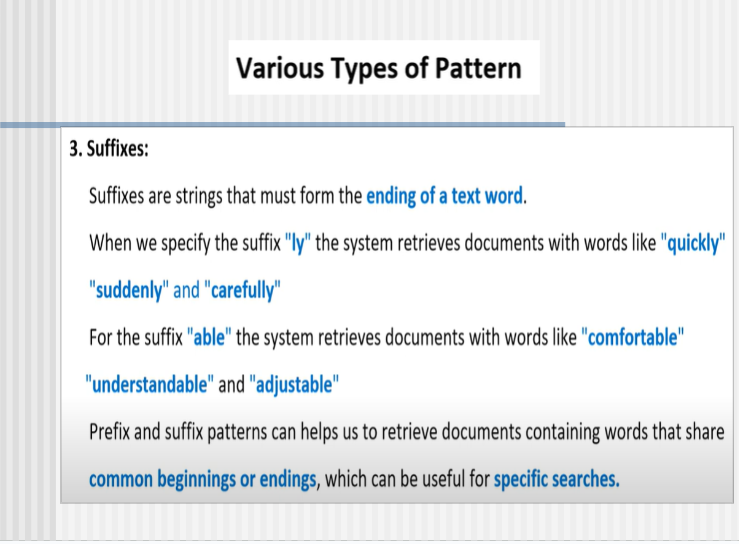 Various Types of Pattern
3. Suffixes:
Suffixes are strings that must form the ending of a text word.
When we specify the suffix "ly" the system retrieves documents with words like "quickly"
"suddenly" and "carefully"
For the suffix "able" the system retrieves documents with words like "comfortable"
"understandable" and "adjustable"
Prefix and suffix patterns can helps us to retrieve documents containing words that share
common beginnings or endings, which can be useful for specific searches.